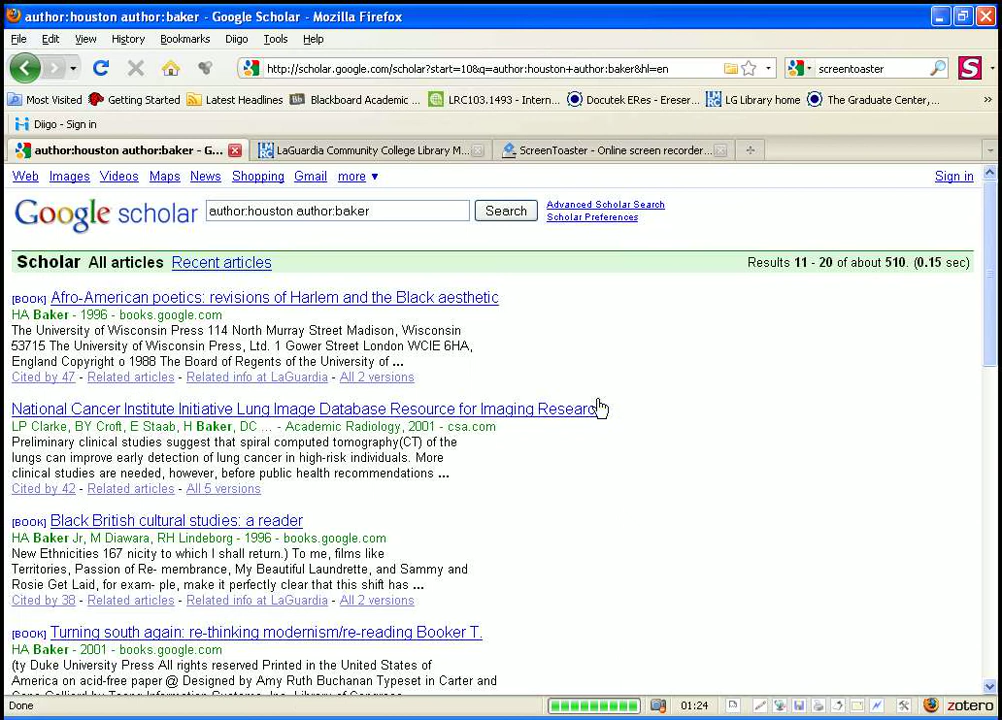 author:houston author:baker - Google Scholar - Mozilla Firefox
File Edit View History Bookmarks Diigo Tools Help
http://scholar.google.com/scholar?start=10&q=author:houston+author:baker&hl=en
screentoaster
Most Visited Getting Started Latest Headlines Blackboard Academic ... LRC103.1493 - Intern... Docutek ERes - Ereser... LG Library home The Graduate Center,... »
Diigo - Sign in
author:houston author:baker - G... LaGuardia Community College Library M... ScreenToaster - Online screen recorder...
Web Images Videos Maps News Shopping Gmail more ▼ Sign in
Google scholar author:houston author:baker Search Advanced Scholar Search
Scholar Preferences
Scholar All articles Recent articles Results 11 - 20 of about 510. (0.15 sec)
[BOOK] Afro-American poetics: revisions of Harlem and the Black aesthetic
HA Baker - 1996 - books.google.com
The University of Wisconsin Press 114 North Murray Street Madison, Wisconsin
53715 The University of Wisconsin Press, Ltd. 1 Gower Street London WCIE 6HA,
England Copyright o 1988 The Board of Regents of the University of ...
Cited by 47 - Related articles - Related info at LaGuardia - All 2 versions
National Cancer Institute Initiative Lung Image Database Resource for Imaging Research
LP Clarke, BY Croft, E Staab, H Baker, DC ... - Academic Radiology, 2001 - csa.com
Preliminary clinical studies suggest that spiral computed tomography(CT) of the
lungs can improve early detection of lung cancer in high-risk individuals. More
clinical studies are needed, however, before public health recommendations ...
Cited by 42 - Related articles - All 5 versions
[BOOK] Black British cultural studies: a reader
HA Baker Jr, M Diawara, RH Lindeborg - 1996 - books.google.com
New Ethnicities 167 nicity to which I shall return.) To me, films like
Territories, Passion of Re- membrance, My Beautiful Laundrette, and Sammy and
Rosie Get Laid, for exam- ple, make it perfectly clear that this shift has ...
Cited by 38 - Related articles - Related info at LaGuardia - All 2 versions
[BOOK] Turning south again: re-thinking modernism/re-reading Booker T.
HA Baker - 2001 - books.google.com
(ty Duke University Press All rights reserved Printed in the United States of
America on acid-free paper @ Designed by Amy Ruth Buchanan Typeset in Carter and
Done 01:24 zotero